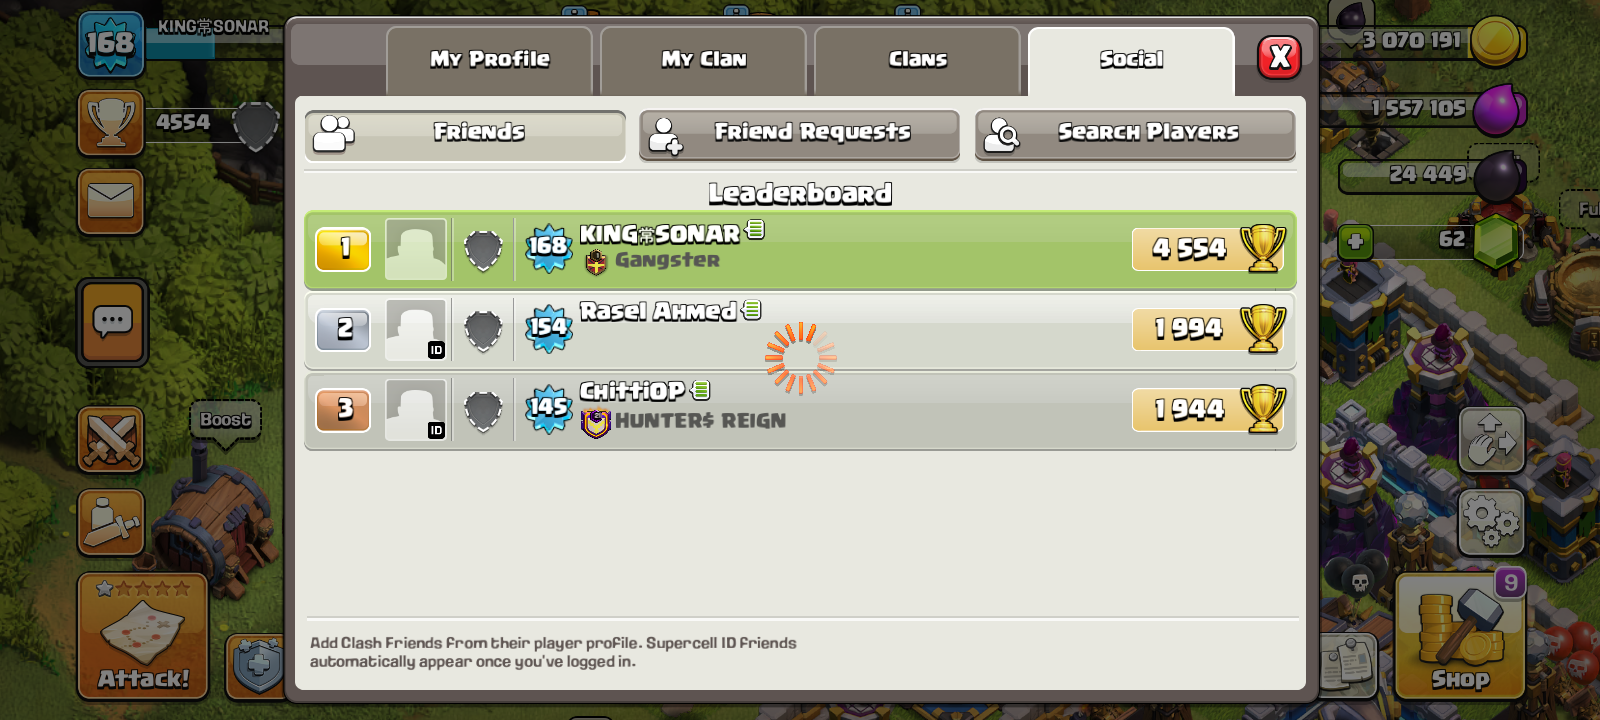 168
KING常SONAR
4554
Boost
Attack!
My Profile
My Clan
Clans
Social
X
Friends
Friend Requests
Search Players
Leaderboard
1
168
KING常SONAR
Gangster
4 554
2
ID
154
Rasel Ahmed
1 994
3
ID
145
ChittiOP
HUNTER$ REIGN
1 944
Add Clash Friends from their player profile. Supercell ID friends
automatically appear once you've logged in.
3 070 191
1 557 105
24 449
62
9
Shop